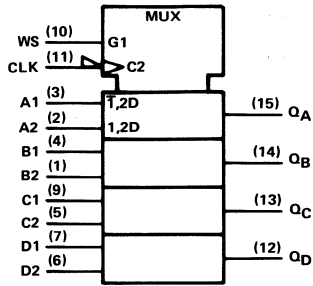 MUX
WS (10) G1
CLK (11) C2
A1 (3) 1̅,2D
A2 (2) 1,2D
(15) QA
B1 (4)
B2 (1)
(14) QB
C1 (9)
C2 (5)
(13) QC
D1 (7)
D2 (6)
(12) QD